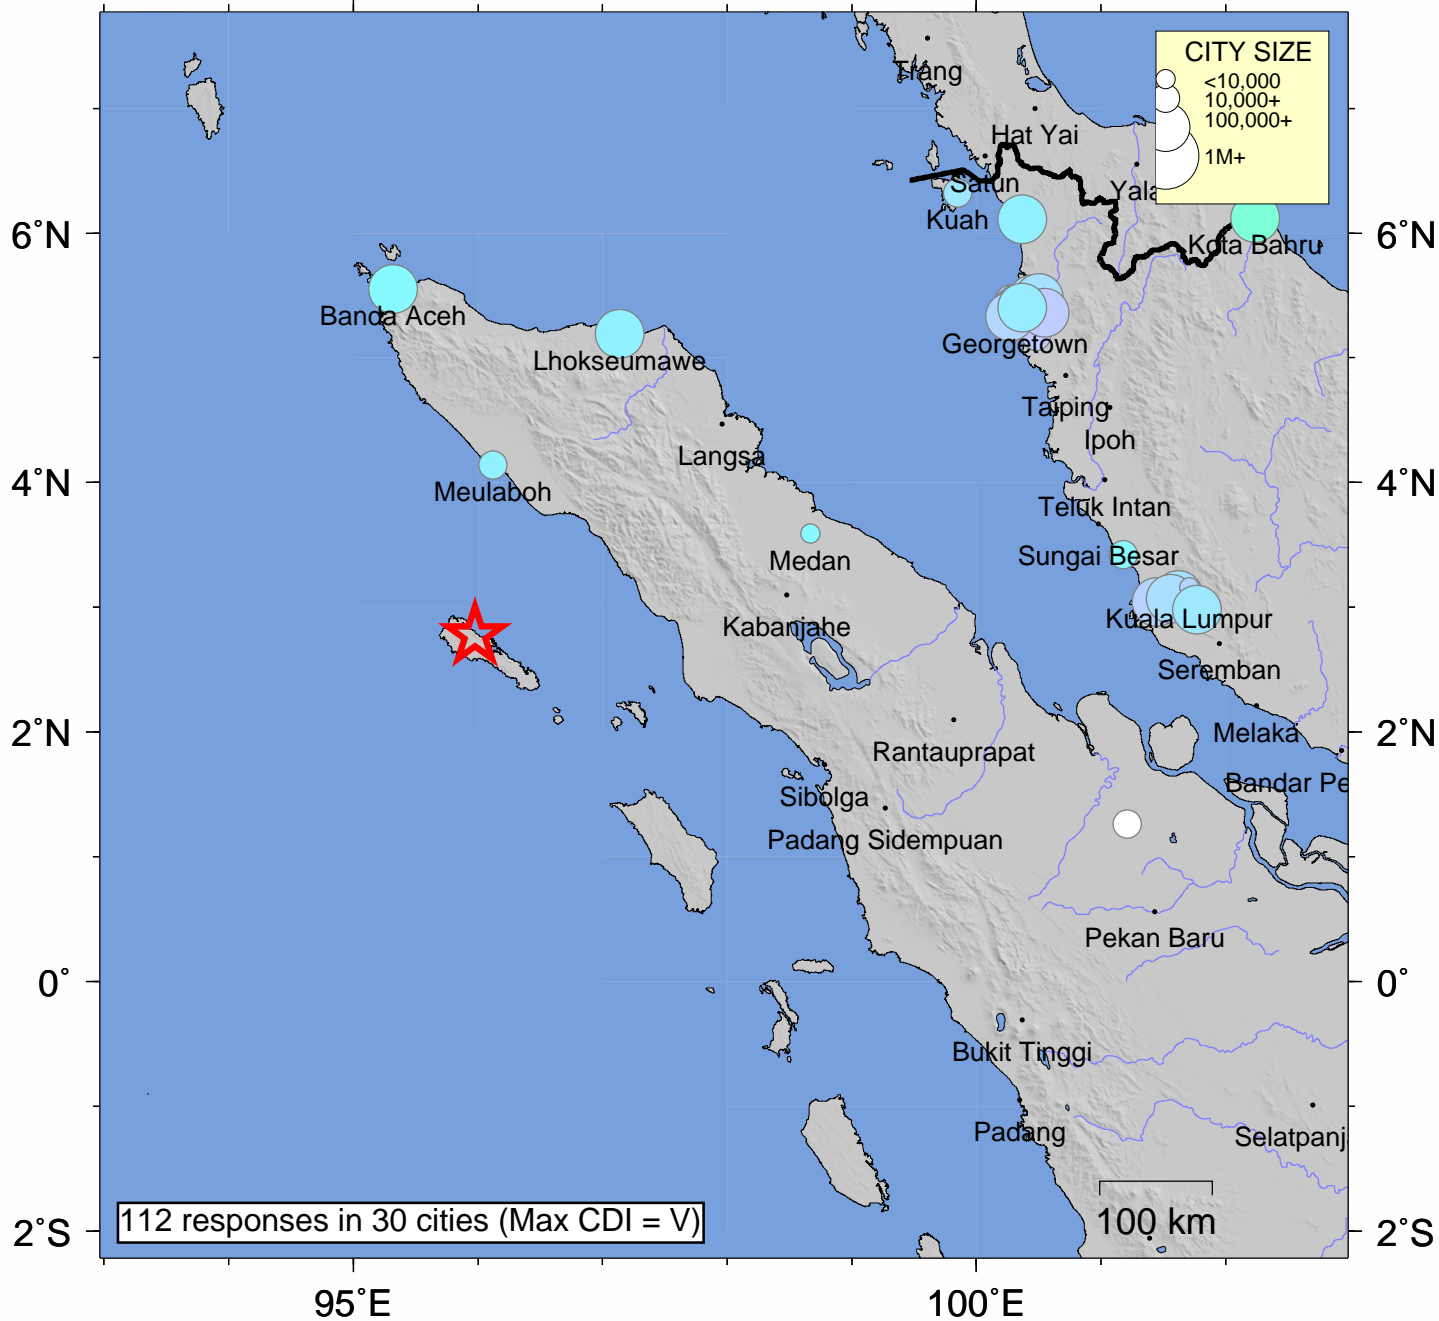 CITY SIZE
<10,000
10,000+
100,000+
1M+
Trang
Hat Yai
Satun
Yala
Kuah
6˚N
Kota Bahru
6˚N
Banda Aceh
Georgetown
Lhokseumawe
Taiping
Ipoh
Langsa
4˚N
Meulaboh
Teluk Intan
4˚N
Medan
Sungai Besar
Kuala Lumpur
Kabanjahe
Seremban
2˚N
Rantauprapat
Melaka
2˚N
Sibolga
Bandar Pe
Padang Sidempuan
Pekan Baru
0˚
0˚
Bukit Tinggi
Padang
Selatpanj
112 responses in 30 cities (Max CDI = V)
100 km
2˚S
2˚S
95˚E
100˚E